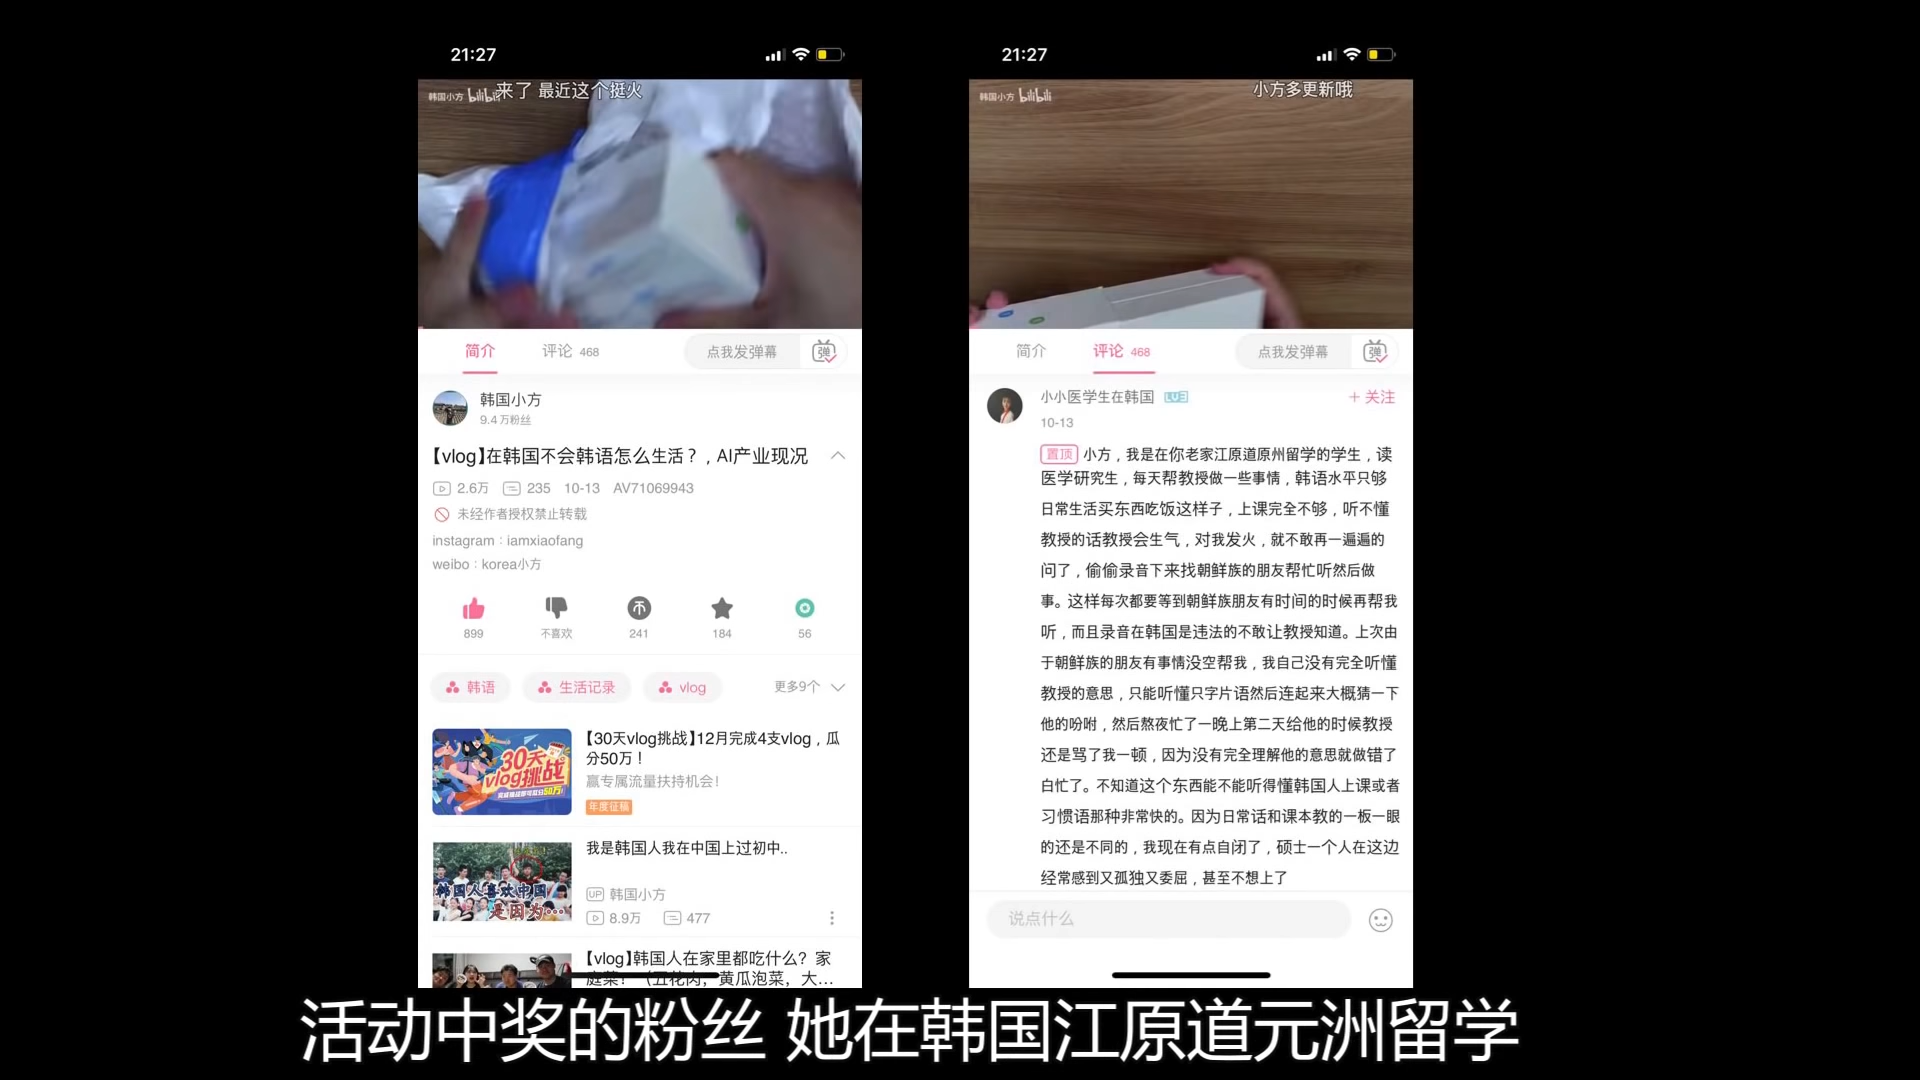 21:27
韩国小方 bilibili
来了 最近这个挺火
简介
评论 468
点我发弹幕
弹
韩国小方
9.4万粉丝
【vlog】在韩国不会韩语怎么生活？，AI产业现况
2.6万 235 10-13 AV71069943
未经作者授权禁止转载
instagram：iamxiaofang
weibo：korea小方
899
不喜欢
241
184
56
韩语
生活记录
vlog
更多9个
30天
vlog挑战
【30天vlog挑战】12月完成4支vlog，瓜
分50万！
赢专属流量扶持机会!
年度征稿
韩国人喜欢中国
是因为…
我是韩国人我在中国上过初中..
UP 韩国小方
8.9万 477
【vlog】韩国人在家里都吃什么？家
庭菜！（五花肉，黄瓜泡菜，大…
21:27
韩国小方 bilibili
小方多更新哦
简介
评论 468
点我发弹幕
弹
小小医学生在韩国 LV3
+ 关注
10-13
置顶 小方，我是在你老家江原道原州留学的学生，读
医学研究生，每天帮教授做一些事情，韩语水平只够
日常生活买东西吃饭这样子，上课完全不够，听不懂
教授的话教授会生气，对我发火，就不敢再一遍遍的
问了，偷偷录音下来找朝鲜族的朋友帮忙听然后做
事。这样每次都要等到朝鲜族朋友有时间的时候再帮我
听，而且录音在韩国是违法的不敢让教授知道。上次由
于朝鲜族的朋友有事情没空帮我，我自己没有完全听懂
教授的意思，只能听懂只字片语然后连起来大概猜一下
他的吩咐，然后熬夜忙了一晚上第二天给他的时候教授
还是骂了我一顿，因为没有完全理解他的意思就做错了
白忙了。不知道这个东西能不能听得懂韩国人上课或者
习惯语那种非常快的。因为日常话和课本教的一板一眼
的还是不同的，我现在有点自闭了，硕士一个人在这边
经常感到又孤独又委屈，甚至不想上了
说点什么
活动中奖的粉丝 她在韩国江原道元洲留学